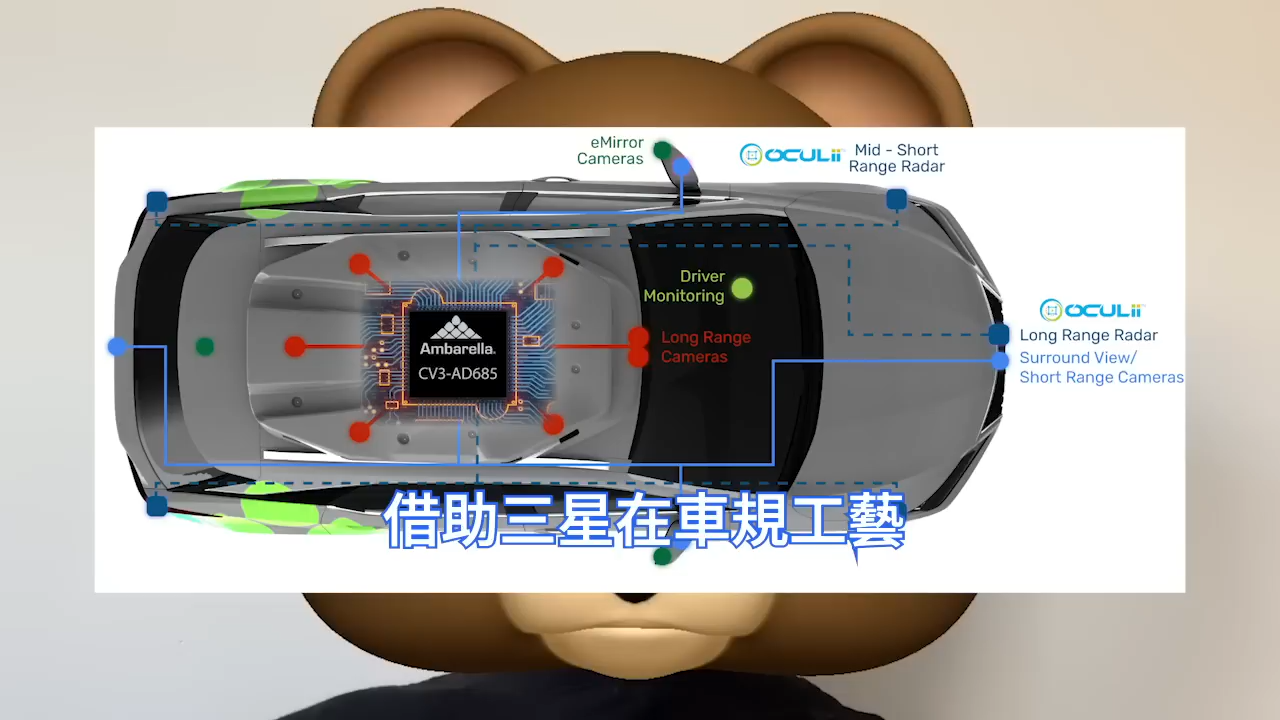 eMirror
Cameras
OCULii
Mid - Short
Range Radar
Driver
Monitoring
Long Range
Cameras
Ambarella.
CV3-AD685
OCULii
Long Range Radar
Surround View/
Short Range Cameras
借助三星在車規工藝